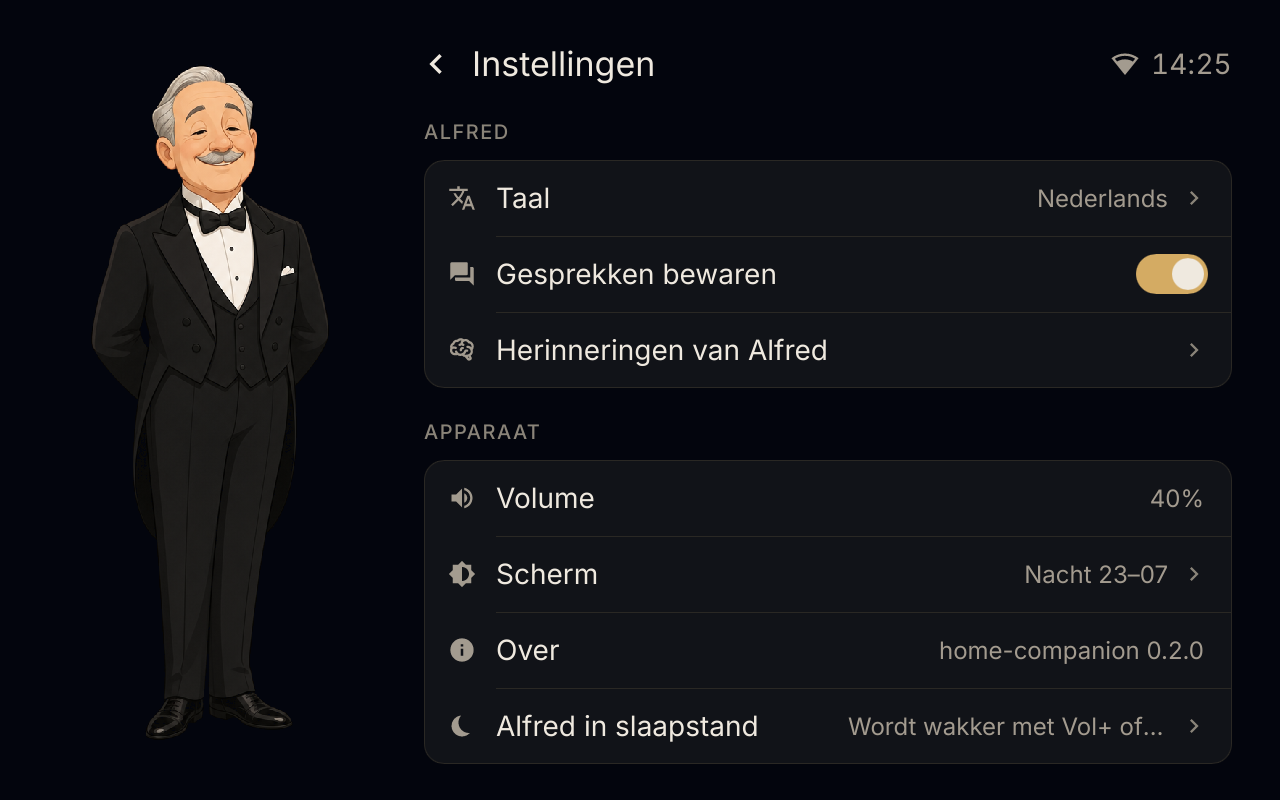 Instellingen
14:25
ALFRED
Taal
Nederlands
Gesprekken bewaren
Herinneringen van Alfred
APPARAAT
Volume
40%
Scherm
Nacht 23–07
Over
home-companion 0.2.0
Alfred in slaapstand
Wordt wakker met Vol+ of...